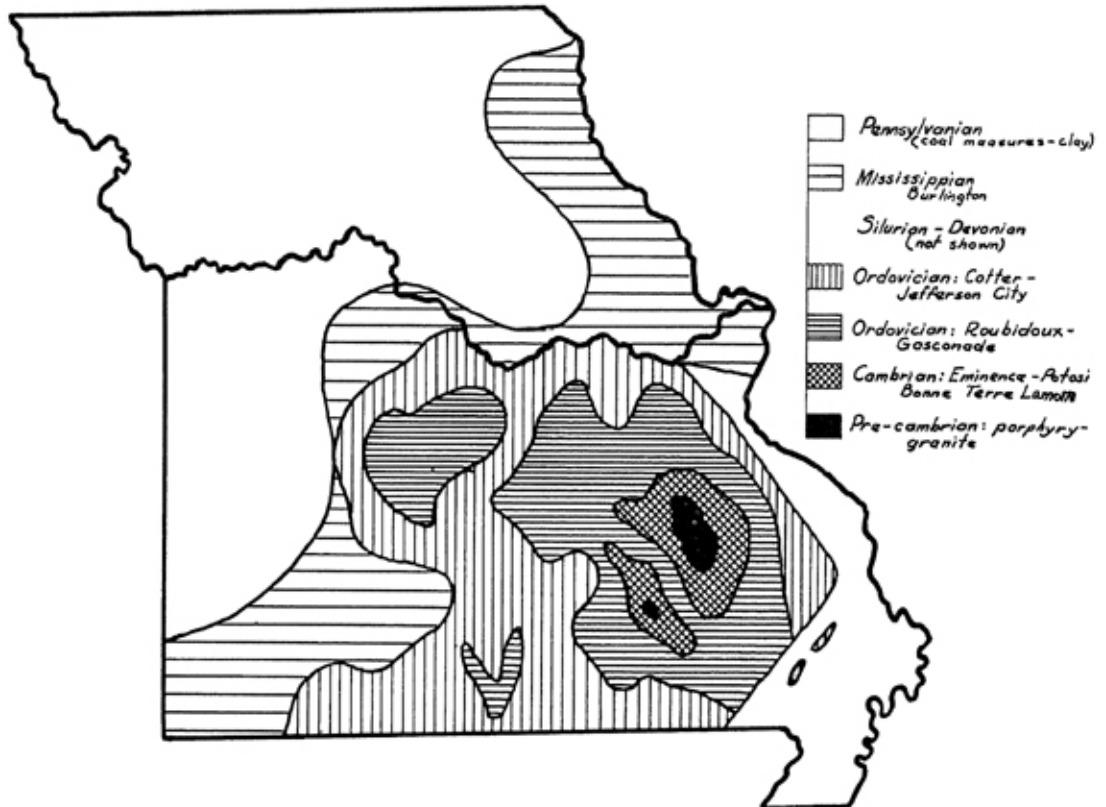 Pennsylvanian
(coal measures-clay)
Mississippian
Burlington
Silurian - Devonian
(not shown)
Ordovician: Cotter-
Jefferson City
Ordovician: Roubidoux-
Gasconade
Cambrian: Eminence-Potosi
Bonne Terre Lamotte
Pre-cambrian: porphyry-
granite